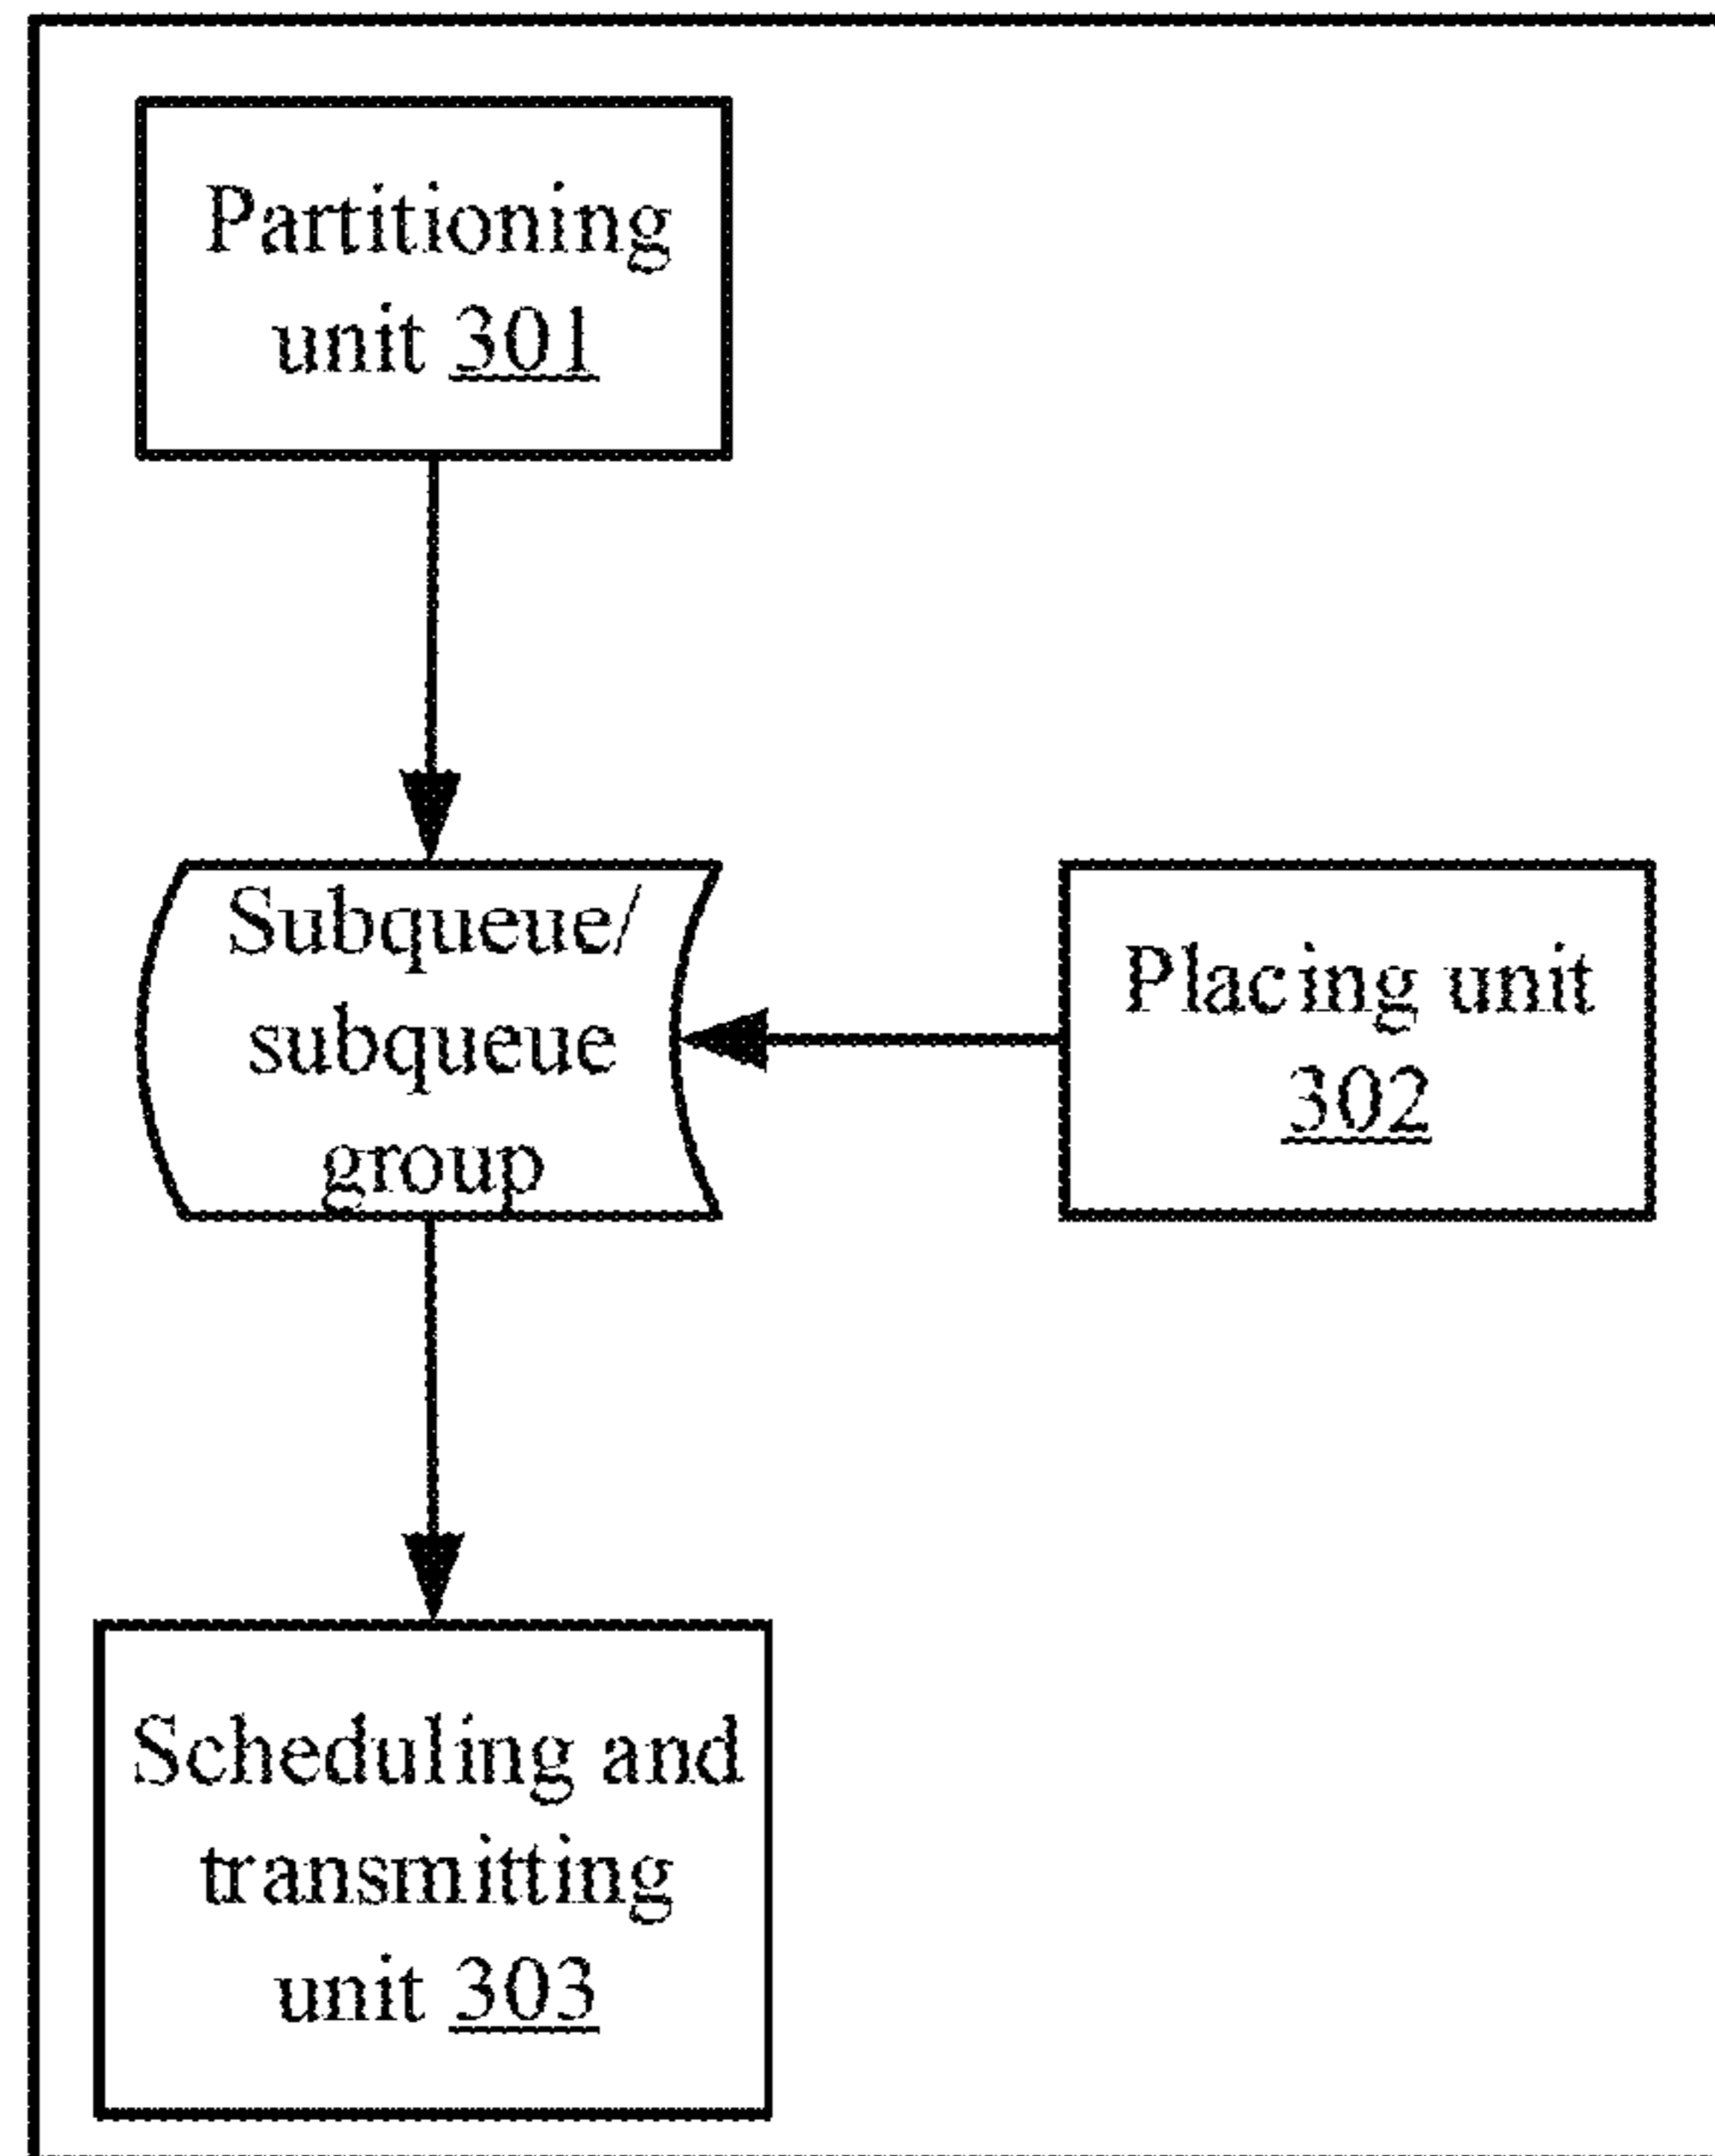 Partitioning
unit 301
Subqueue/
subqueue
group
Placing unit
302
Scheduling and
transmitting
unit 303